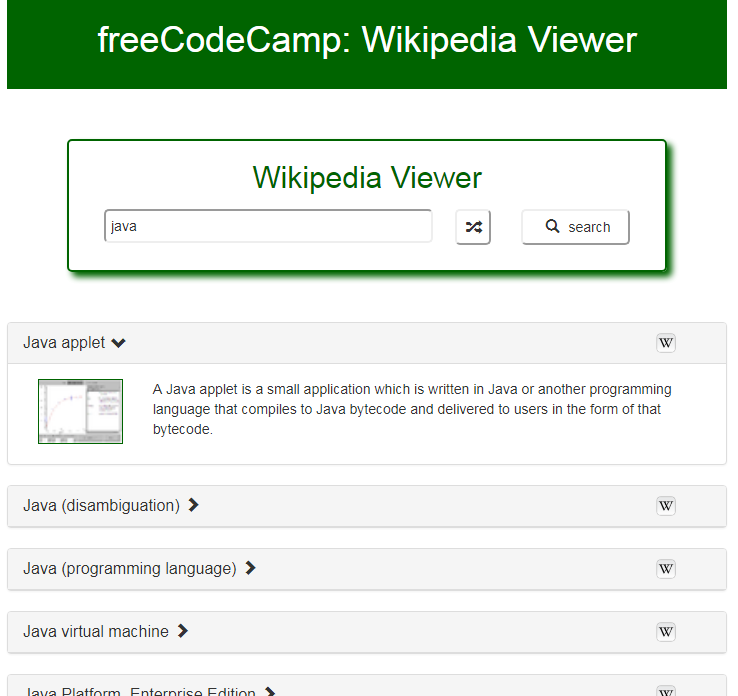 freeCodeCamp: Wikipedia Viewer
Wikipedia Viewer
java
search
Java applet
W
A Java applet is a small application which is written in Java or another programming
language that compiles to Java bytecode and delivered to users in the form of that
bytecode.
Java (disambiguation)
W
Java (programming language)
W
Java virtual machine
W
Java Platform, Enterprise Edition
W